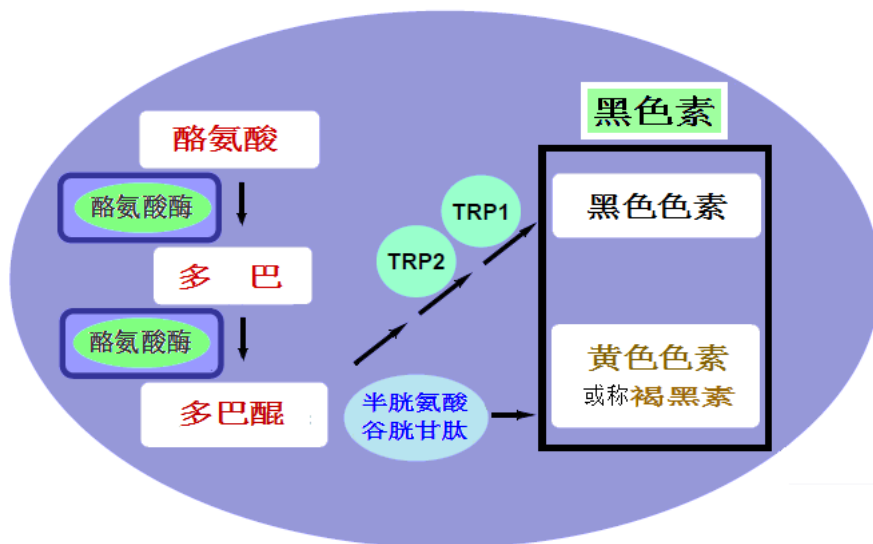 黑色素
酪氨酸
酪氨酸酶
多 巴
酪氨酸酶
多巴醌
TRP2
TRP1
半胱氨酸
谷胱甘肽
黑色色素
黄色色素
或称褐黑素